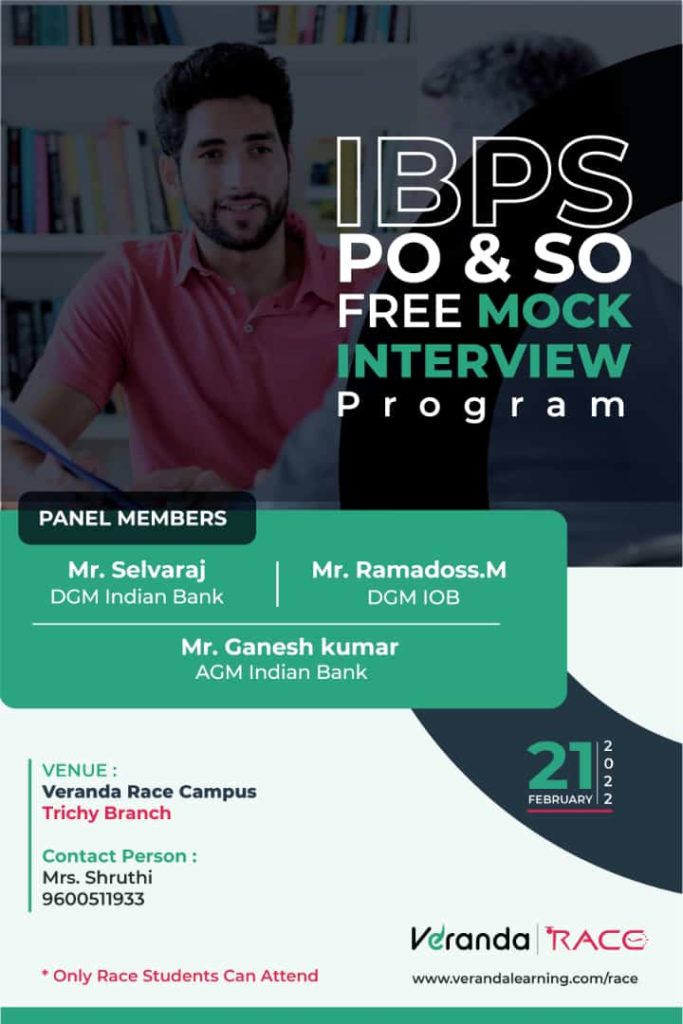 IBPS
PO & SO
FREE MOCK
INTERVIEW
Program
PANEL MEMBERS
Mr. Selvaraj
DGM Indian Bank
Mr. Ramadoss.M
DGM IOB
Mr. Ganesh kumar
AGM Indian Bank
21
FEBRUARY
2022
VENUE :
Veranda Race Campus
Trichy Branch
Contact Person :
Mrs. Shruthi
9600511933
Veranda RACE
* Only Race Students Can Attend
www.verandalearning.com/race